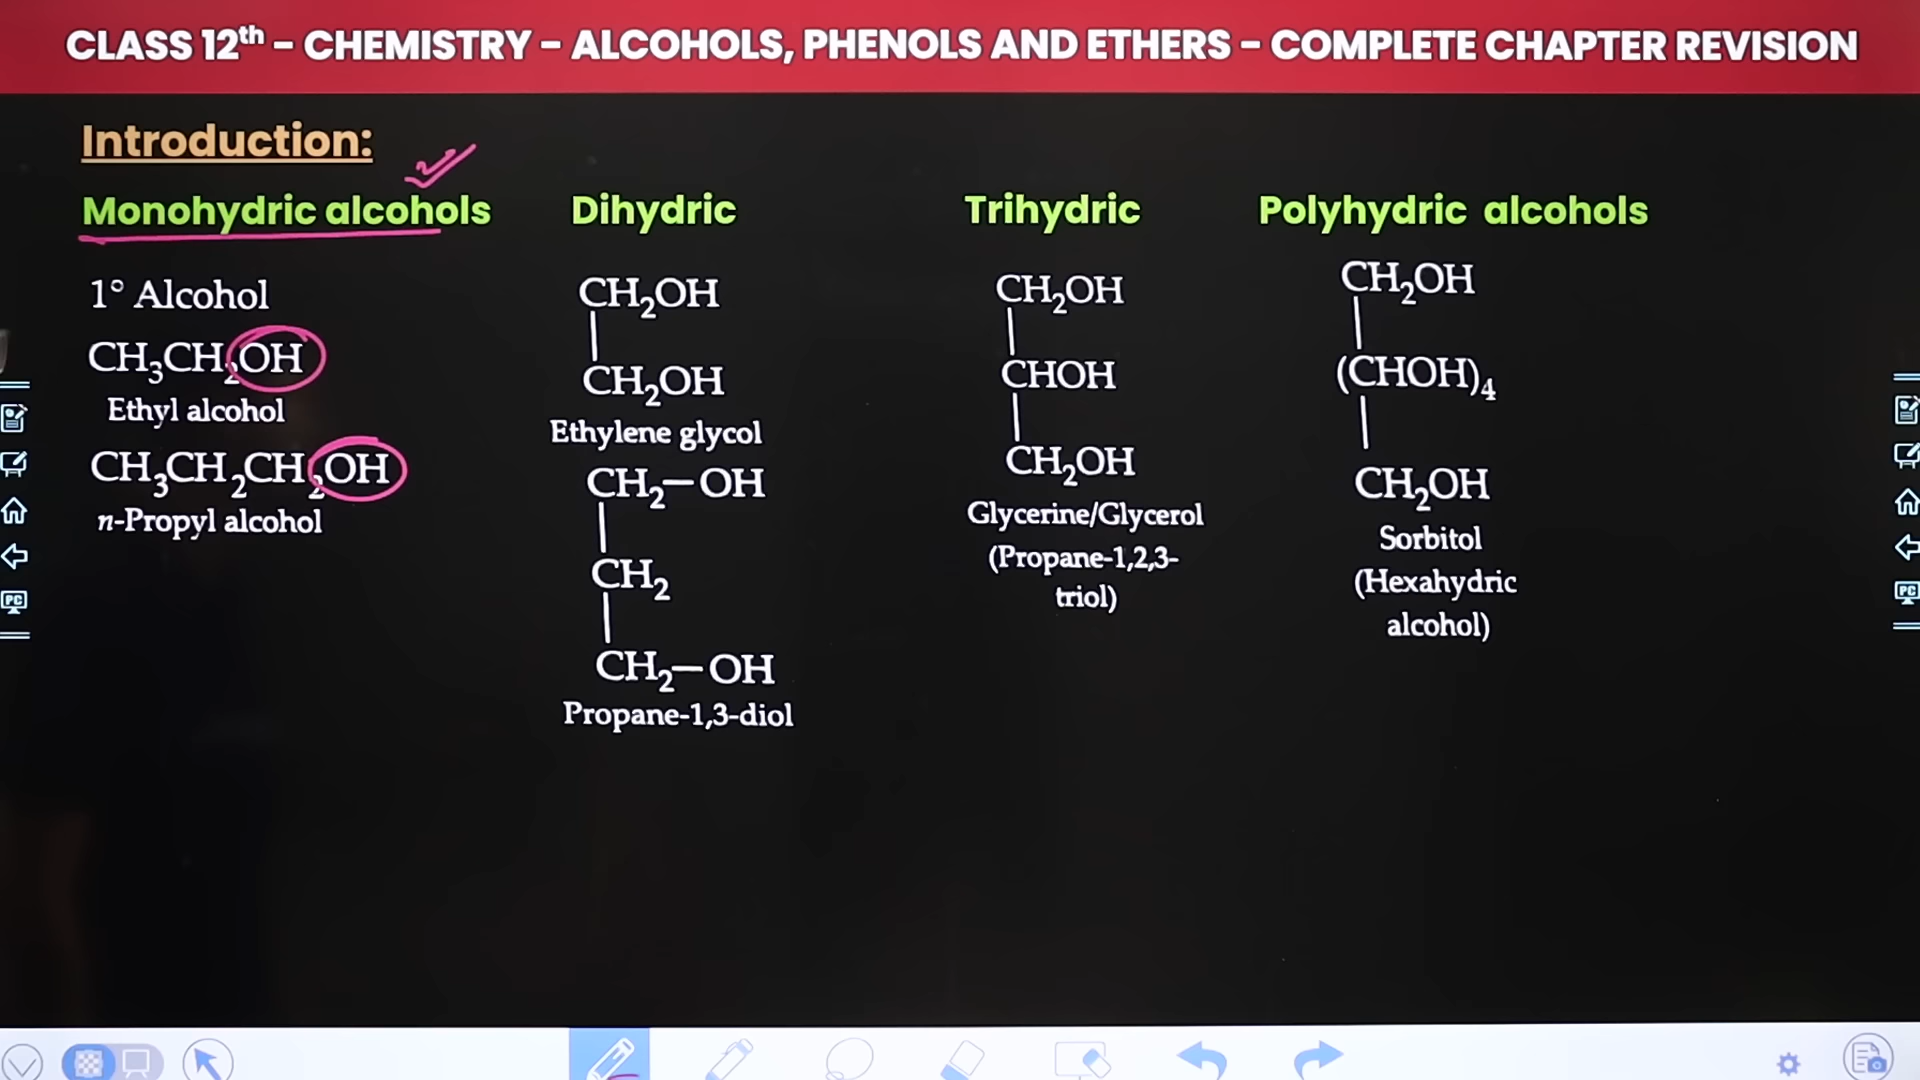 CLASS 12th – CHEMISTRY – ALCOHOLS, PHENOLS AND ETHERS – COMPLETE CHAPTER REVISION
Introduction:
Monohydric alcohols
1° Alcohol
CH3CH2OH
Ethyl alcohol
CH3CH2CH2OH
n-Propyl alcohol
Dihydric
CH2OH
CH2OH
Ethylene glycol
CH2–OH
CH2
CH2–OH
Propane-1,3-diol
Trihydric
CH2OH
CHOH
CH2OH
Glycerine/Glycerol
(Propane-1,2,3-
triol)
Polyhydric alcohols
CH2OH
(CHOH)4
CH2OH
Sorbitol
(Hexahydric
alcohol)
PC
PC